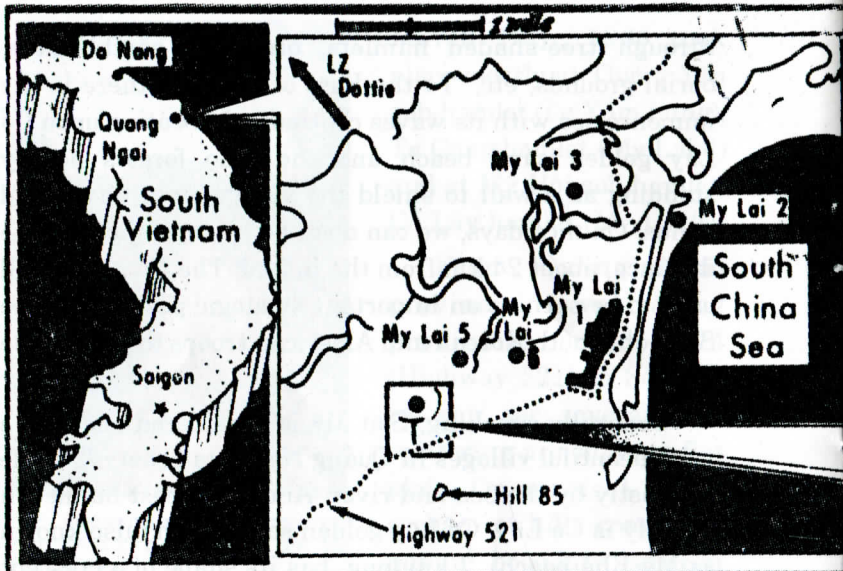 1 mile
Da Nang
Quang
Ngai
South
Vietnam
Saigon
LZ
Dottie
My Lai 3
My Lai 2
My Lai
South
China
Sea
My Lai 5
My
Lai
6
Hill 85
Highway 521